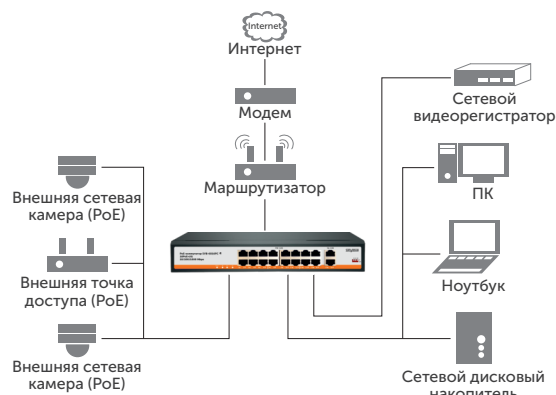 Internet
Интернет
Модем
Маршрутизатор
Сетевой
видеорегистратор
Внешняя сетевая
камера (PoE)
ПК
Внешняя точка
доступа (PoE)
Ноутбук
Внешняя сетевая
камера (PoE)
Сетевой дисковый
накопитель